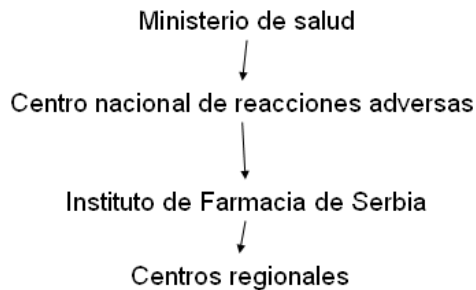 Ministerio de salud
Centro nacional de reacciones adversas
Instituto de Farmacia de Serbia
Centros regionales